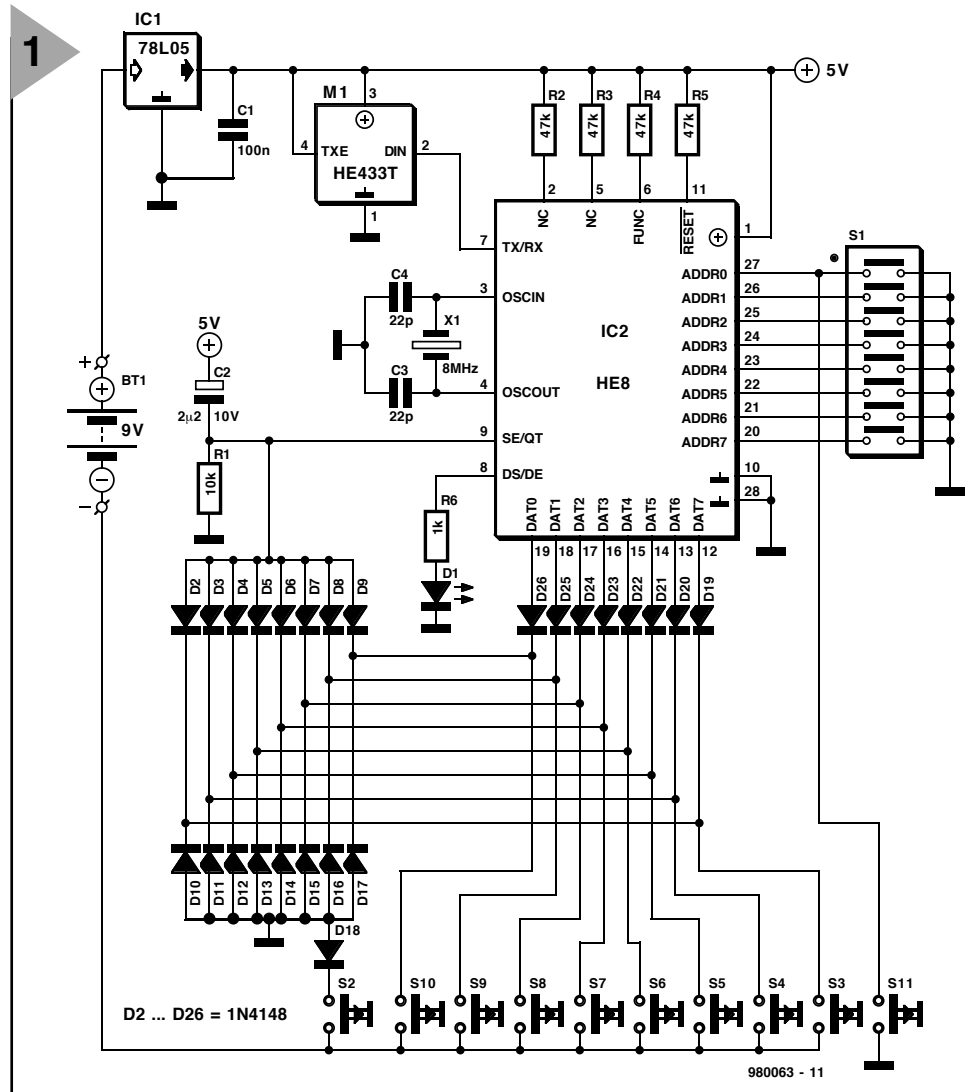 1
IC1
78L05
C1
100n
M1
3
4 TXE DIN 2
HE433T
1
R2 R3 R4 R5
47k 47k 47k 47k
5V
2 5 6 11
NC NC FUNC RESET
1
7 TX/RX
3 OSCIN
4 OSCOUT
9 SE/QT
8 DS/DE
IC2
HE8
ADDR0 27
ADDR1 26
ADDR2 25
ADDR3 24
ADDR4 23
ADDR5 22
ADDR6 21
ADDR7 20
10
28
S1
C4
22p
X1
8MHz
C3
22p
5V
C2
2µ2 10V
R1
10k
+
BT1
9V
–
R6
1k
D1
DAT0 DAT1 DAT2 DAT3 DAT4 DAT5 DAT6 DAT7
19 18 17 16 15 14 13 12
D26 D25 D24 D23 D22 D21 D20 D19
D2 D3 D4 D5 D6 D7 D8 D9
D10 D11 D12 D13 D14 D15 D16 D17
D18
S2 S10 S9 S8 S7 S6 S5 S4 S3 S11
D2 ... D26 = 1N4148
980063 - 11